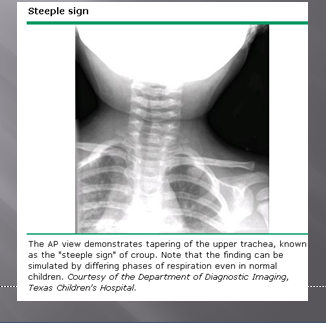 Steeple sign
The AP view demonstrates tapering of the upper trachea, known
as the "steeple sign" of croup. Note that the finding can be
simulated by differing phases of respiration even in normal
children. Courtesy of the Department of Diagnostic Imaging,
Texas Children's Hospital.